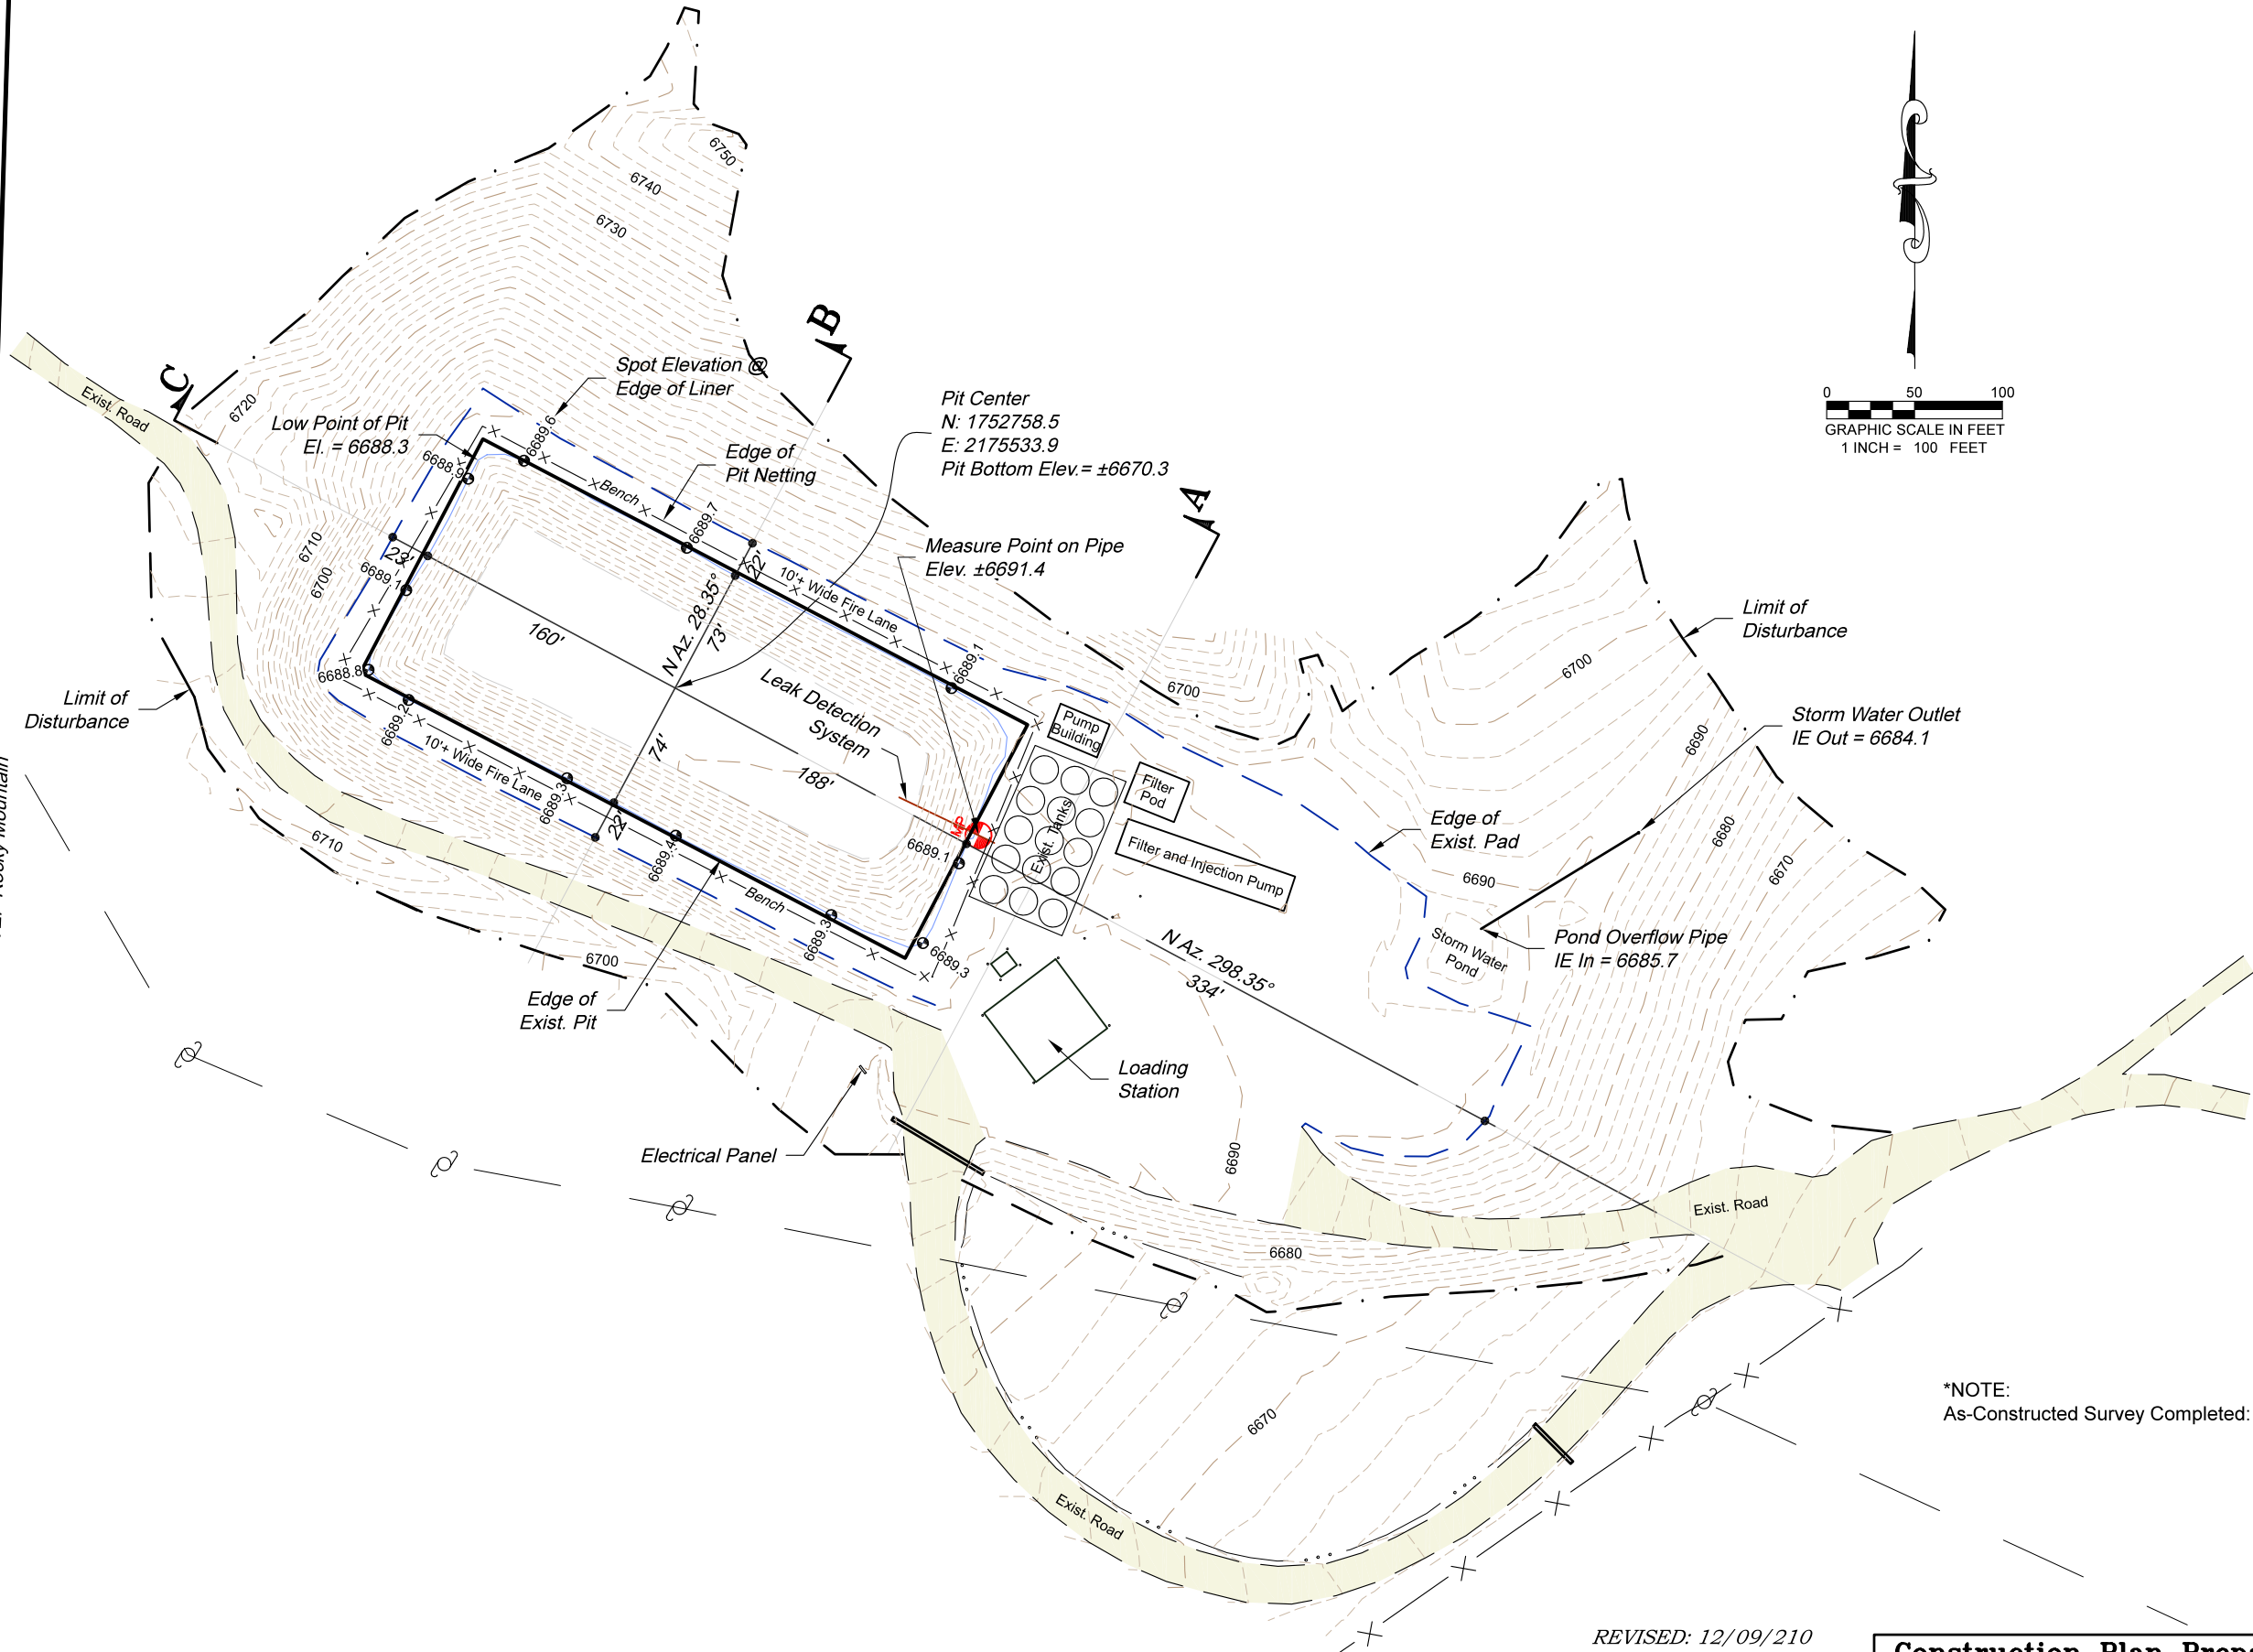 6750
6740
6730
B
C
6720
Exist. Road
Spot Elevation @
Edge of Liner
Low Point of Pit
El. = 6688.3
6689.6
6688.9
Edge of
Pit Netting
Bench
6689.7
Pit Center
N: 1752758.5
E: 2175533.9
Pit Bottom Elev.= ±6670.3
A
0 50 100
GRAPHIC SCALE IN FEET
1 INCH = 100 FEET
Measure Point on Pipe
Elev. ±6691.4
6710
6700
23'
6689.1
22'
10'+ Wide Fire Lane
N Az. 28.35°
73'
160'
6689.1
6688.8
6689.2
Leak Detection
System
74'
188'
10'+ Wide Fire Lane
6689.3
22'
6689.4
MP
6689.1
Bench
6689.3
6689.3
Pump
Building
Filter
Pod
Exist. Tanks
Filter and Injection Pump
6700
6700
Limit of
Disturbance
Limit of
Disturbance
6690
Storm Water Outlet
IE Out = 6684.1
6680
6670
Edge of
Exist. Pad
6690
Storm Water
Pond
Pond Overflow Pipe
IE In = 6685.7
N Az. 298.35°
334'
6710
6700
Edge of
Exist. Pit
Loading
Station
Electrical Panel
6690
Exist. Road
6680
6670
Exist. Road
*NOTE:
As-Constructed Survey Completed:
REVISED: 12/09/210
Construction Plan Prep